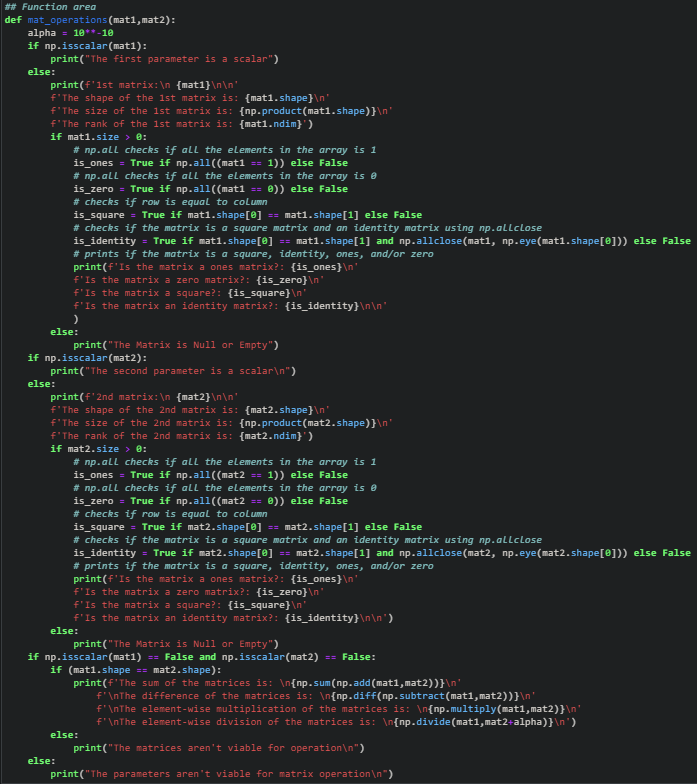 ## Function area
def mat_operations(mat1,mat2):
    alpha = 10**-10
    if np.isscalar(mat1):
        print("The first parameter is a scalar")
    else:
        print(f'1st matrix:\n {mat1}\n\n'
        f'The shape of the 1st matrix is: {mat1.shape}\n'
        f'The size of the 1st matrix is: {np.product(mat1.shape)}\n'
        f'The rank of the 1st matrix is: {mat1.ndim}')
        if mat1.size > 0:
            # np.all checks if all the elements in the array is 1
            is_ones = True if np.all((mat1 == 1)) else False
            # np.all checks if all the elements in the array is 0
            is_zero = True if np.all((mat1 == 0)) else False
            # checks if row is equal to column
            is_square = True if mat1.shape[0] == mat1.shape[1] else False
            # checks if the matrix is a square matrix and an identity matrix using np.allclose
            is_identity = True if mat1.shape[0] == mat1.shape[1] and np.allclose(mat1, np.eye(mat1.shape[0])) else False
            # prints if the matrix is a square, identity, ones, and/or zero
            print(f'Is the matrix a ones matrix?: {is_ones}\n'
            f'Is the matrix a zero matrix?: {is_zero}\n'
            f'Is the matrix a square?: {is_square}\n'
            f'Is the matrix an identity matrix?: {is_identity}\n\n'
            )
        else:
            print("The Matrix is Null or Empty")
    if np.isscalar(mat2):
        print("The second parameter is a scalar\n")
    else:
        print(f'2nd matrix:\n {mat2}\n\n'
        f'The shape of the 2nd matrix is: {mat2.shape}\n'
        f'The size of the 2nd matrix is: {np.product(mat2.shape)}\n'
        f'The rank of the 2nd matrix is: {mat2.ndim}')
        if mat2.size > 0:
            # np.all checks if all the elements in the array is 1
            is_ones = True if np.all((mat2 == 1)) else False
            # np.all checks if all the elements in the array is 0
            is_zero = True if np.all((mat2 == 0)) else False
            # checks if row is equal to column
            is_square = True if mat2.shape[0] == mat2.shape[1] else False
            # checks if the matrix is a square matrix and an identity matrix using np.allclose
            is_identity = True if mat2.shape[0] == mat2.shape[1] and np.allclose(mat2, np.eye(mat2.shape[0])) else False
            # prints if the matrix is a square, identity, ones, and/or zero
            print(f'Is the matrix a ones matrix?: {is_ones}\n'
            f'Is the matrix a zero matrix?: {is_zero}\n'
            f'Is the matrix a square?: {is_square}\n'
            f'Is the matrix an identity matrix?: {is_identity}\n\n')
        else:
            print("The Matrix is Null or Empty")
    if np.isscalar(mat1) == False and np.isscalar(mat2) == False:
        if (mat1.shape == mat2.shape):
            print(f'The sum of the matrices is: \n{np.sum(np.add(mat1,mat2))}\n'
                f'\nThe difference of the matrices is: \n{np.diff(np.subtract(mat1,mat2))}\n'
                f'\nThe element-wise multiplication of the matrices is: \n{np.multiply(mat1,mat2)}\n'
                f'\nThe element-wise division of the matrices is: \n{np.divide(mat1,mat2+alpha)}\n')
        else:
            print("The matrices aren't viable for operation\n")
    else:
        print("The parameters aren't viable for matrix operation\n")